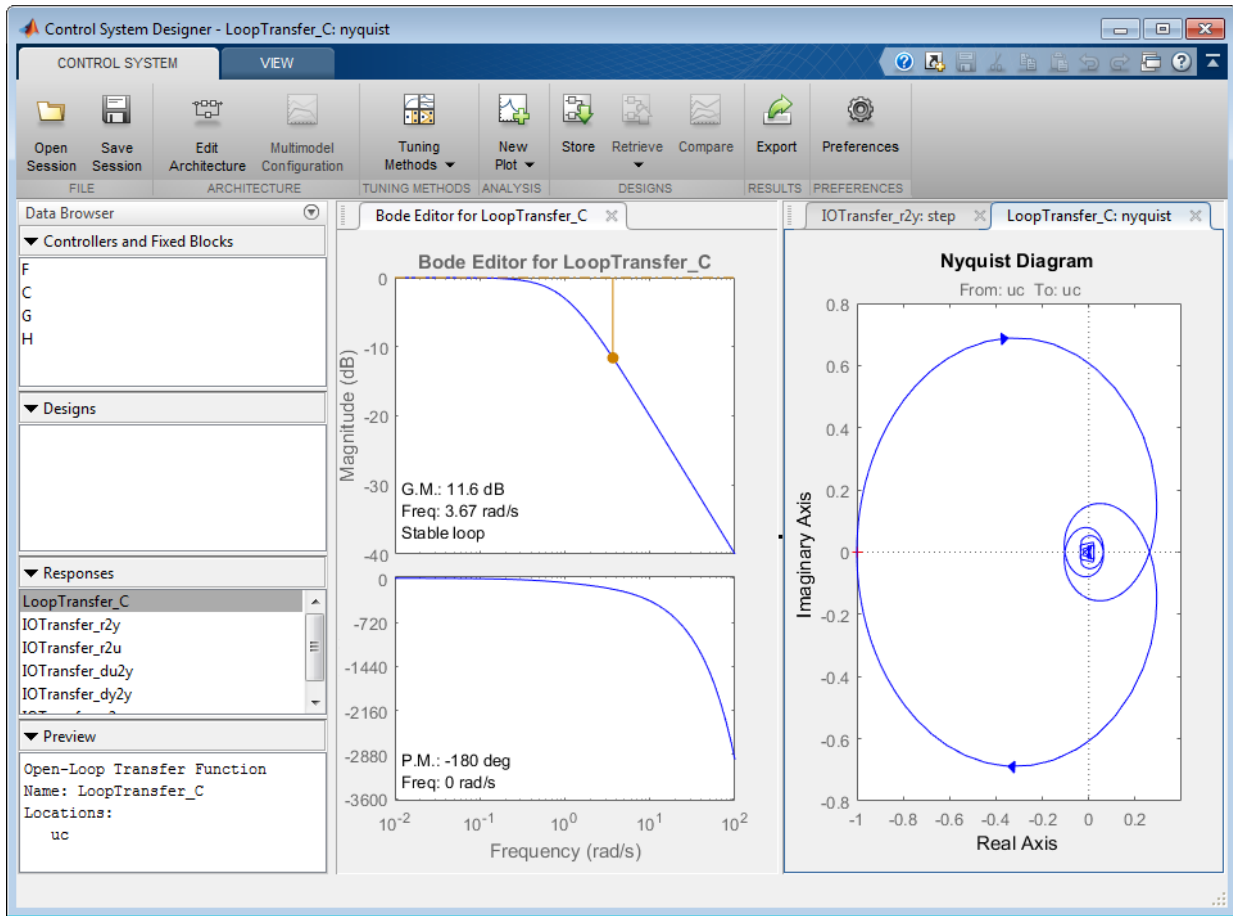 Control System Designer - LoopTransfer_C: nyquist
CONTROL SYSTEM
VIEW
Open Session
Save Session
Edit Architecture
Multimodel Configuration
Tuning Methods
New Plot
Store
Retrieve
Compare
Export
Preferences
FILE
ARCHITECTURE
TUNING METHODS
ANALYSIS
DESIGNS
RESULTS
PREFERENCES
Data Browser
Controllers and Fixed Blocks
F
C
G
H
Designs
Responses
LoopTransfer_C
IOTransfer_r2y
IOTransfer_r2u
IOTransfer_du2y
IOTransfer_dy2y
Preview
Open-Loop Transfer Function
Name: LoopTransfer_C
Locations:
uc
Bode Editor for LoopTransfer_C
Bode Editor for LoopTransfer_C
Magnitude (dB)
0
-10
-20
-30
-40
G.M.: 11.6 dB
Freq: 3.67 rad/s
Stable loop
0
-720
-1440
-2160
-2880
-3600
P.M.: -180 deg
Freq: 0 rad/s
10^-2
10^-1
10^0
10^1
10^2
Frequency (rad/s)
IOTransfer_r2y: step
LoopTransfer_C: nyquist
Nyquist Diagram
From: uc To: uc
Imaginary Axis
0.8
0.6
0.4
0.2
0
-0.2
-0.4
-0.6
-0.8
-1
-0.8
-0.6
-0.4
-0.2
0
0.2
Real Axis